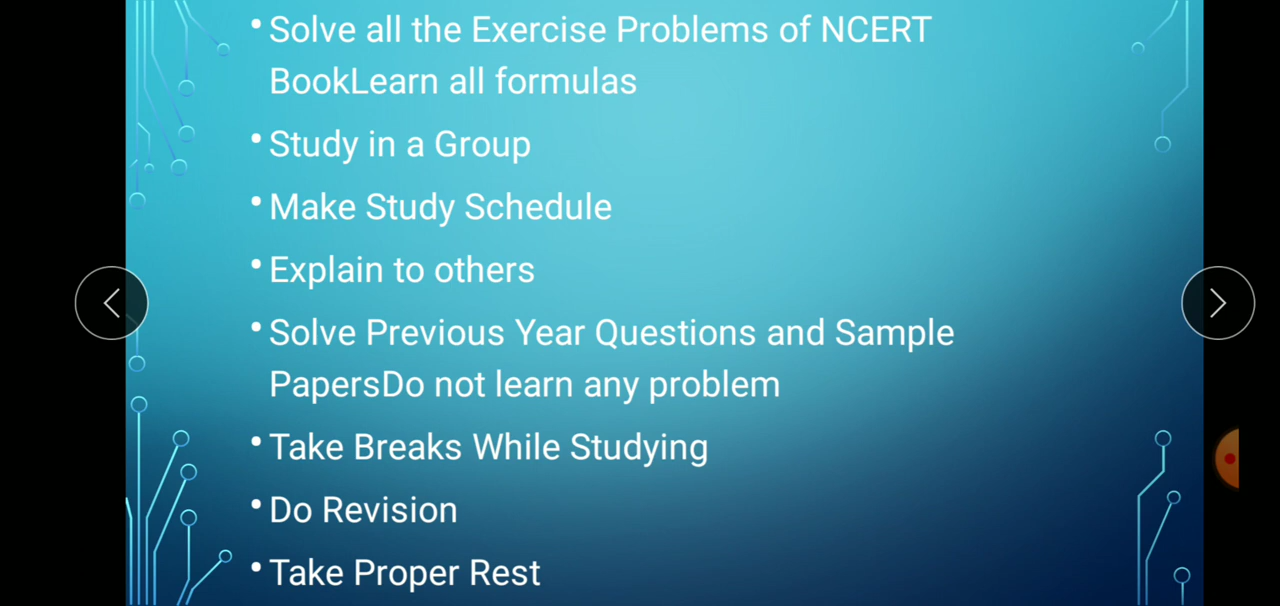 • Solve all the Exercise Problems of NCERT
BookLearn all formulas
• Study in a Group
• Make Study Schedule
• Explain to others
• Solve Previous Year Questions and Sample
PapersDo not learn any problem
• Take Breaks While Studying
• Do Revision
• Take Proper Rest